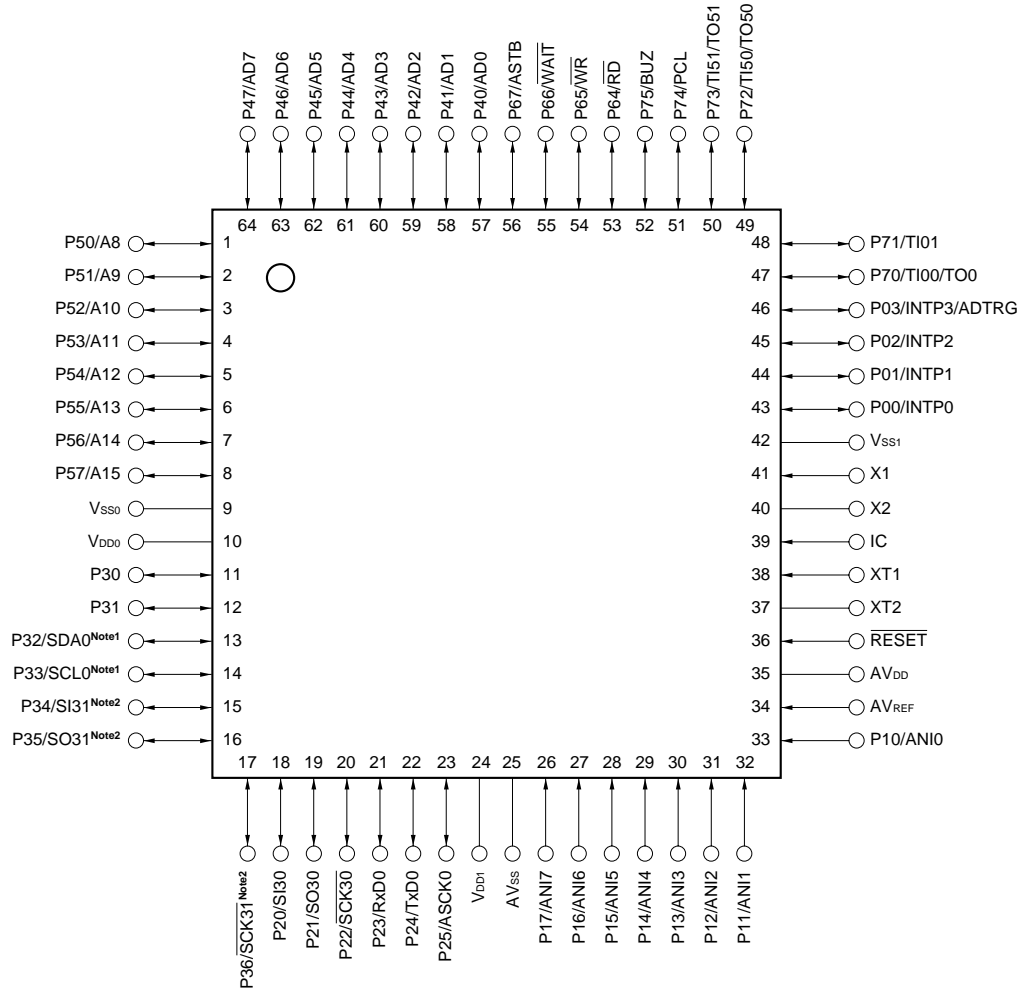 P47/AD7
P46/AD6
P45/AD5
P44/AD4
P43/AD3
P42/AD2
P41/AD1
P40/AD0
P67/ASTB
P66/WAIT
P65/WR
P64/RD
P75/BUZ
P74/PCL
P73/TI51/TO51
P72/TI50/TO50
64 63 62 61 60 59 58 57 56 55 54 53 52 51 50 49
P50/A8 1
P51/A9 2
P52/A10 3
P53/A11 4
P54/A12 5
P55/A13 6
P56/A14 7
P57/A15 8
VSS0 9
VDD0 10
P30 11
P31 12
P32/SDA0Note1 13
P33/SCL0Note1 14
P34/SI31Note2 15
P35/SO31Note2 16
48 P71/TI01
47 P70/TI00/TO0
46 P03/INTP3/ADTRG
45 P02/INTP2
44 P01/INTP1
43 P00/INTP0
42 VSS1
41 X1
40 X2
39 IC
38 XT1
37 XT2
36 RESET
35 AVDD
34 AVREF
33 P10/ANI0
17 18 19 20 21 22 23 24 25 26 27 28 29 30 31 32
P36/SCK31Note2
P20/SI30
P21/SO30
P22/SCK30
P23/RxD0
P24/TxD0
P25/ASCK0
VDD1
AVSS
P17/ANI7
P16/ANI6
P15/ANI5
P14/ANI4
P13/ANI3
P12/ANI2
P11/ANI1